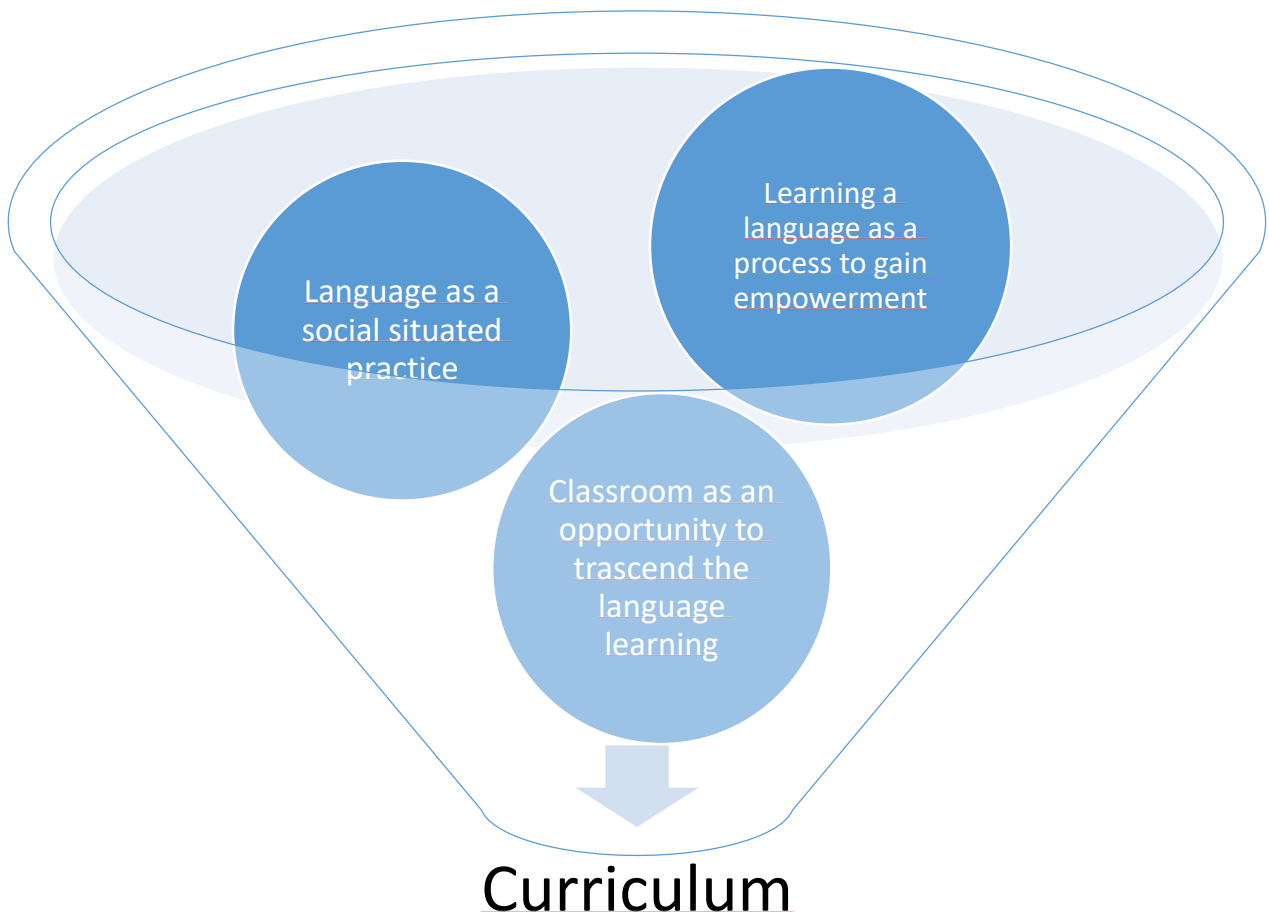 Learning a
language as a
process to gain
empowerment
Language as a
social situated
practice
Classroom as an
opportunity to
trascend the
language
learning
Curriculum